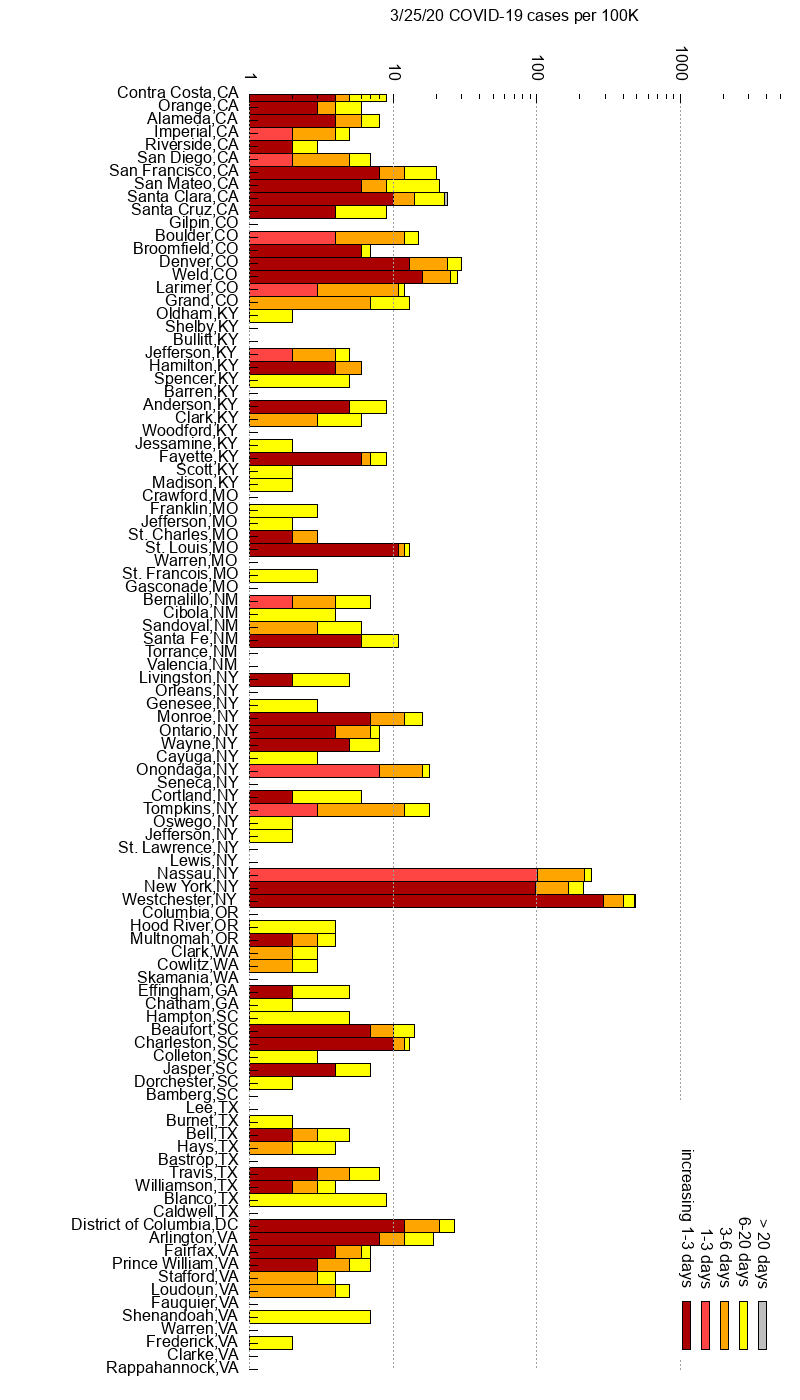 3/25/20 COVID-19 cases per 100K
1
10
100
1000
Contra Costa,CA
Orange,CA
Alameda,CA
Imperial,CA
Riverside,CA
San Diego,CA
San Francisco,CA
San Mateo,CA
Santa Clara,CA
Santa Cruz,CA
Gilpin,CO
Boulder,CO
Broomfield,CO
Denver,CO
Weld,CO
Larimer,CO
Grand,CO
Oldham,KY
Shelby,KY
Bullitt,KY
Jefferson,KY
Hamilton,KY
Spencer,KY
Barren,KY
Anderson,KY
Clark,KY
Woodford,KY
Jessamine,KY
Fayette,KY
Scott,KY
Madison,KY
Crawford,MO
Franklin,MO
Jefferson,MO
St. Charles,MO
St. Louis,MO
Warren,MO
St. Francois,MO
Gasconade,MO
Bernalillo,NM
Cibola,NM
Sandoval,NM
Santa Fe,NM
Torrance,NM
Valencia,NM
Livingston,NY
Orleans,NY
Genesee,NY
Monroe,NY
Ontario,NY
Wayne,NY
Cayuga,NY
Onondaga,NY
Seneca,NY
Cortland,NY
Tompkins,NY
Oswego,NY
Jefferson,NY
St. Lawrence,NY
Lewis,NY
Nassau,NY
New York,NY
Westchester,NY
Columbia,OR
Hood River,OR
Multnomah,OR
Clark,WA
Cowlitz,WA
Skamania,WA
Effingham,GA
Chatham,GA
Hampton,SC
Beaufort,SC
Charleston,SC
Colleton,SC
Jasper,SC
Dorchester,SC
Bamberg,SC
Lee,TX
Burnet,TX
Bell,TX
Hays,TX
Bastrop,TX
Travis,TX
Williamson,TX
Blanco,TX
Caldwell,TX
District of Columbia,DC
Arlington,VA
Fairfax,VA
Prince William,VA
Stafford,VA
Loudoun,VA
Fauquier,VA
Shenandoah,VA
Warren,VA
Frederick,VA
Clarke,VA
Rappahannock,VA
> 20 days
6-20 days
3-6 days
1-3 days
increasing 1-3 days